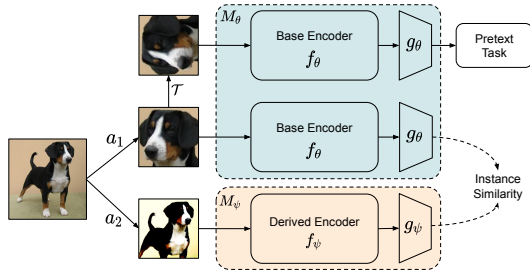 M_θ
Base Encoder
f_θ
g_θ
Pretext
Task
𝒯
a_1
Base Encoder
f_θ
g_θ
Instance
Similarity
a_2
M_ψ
Derived Encoder
f_ψ
g_ψ